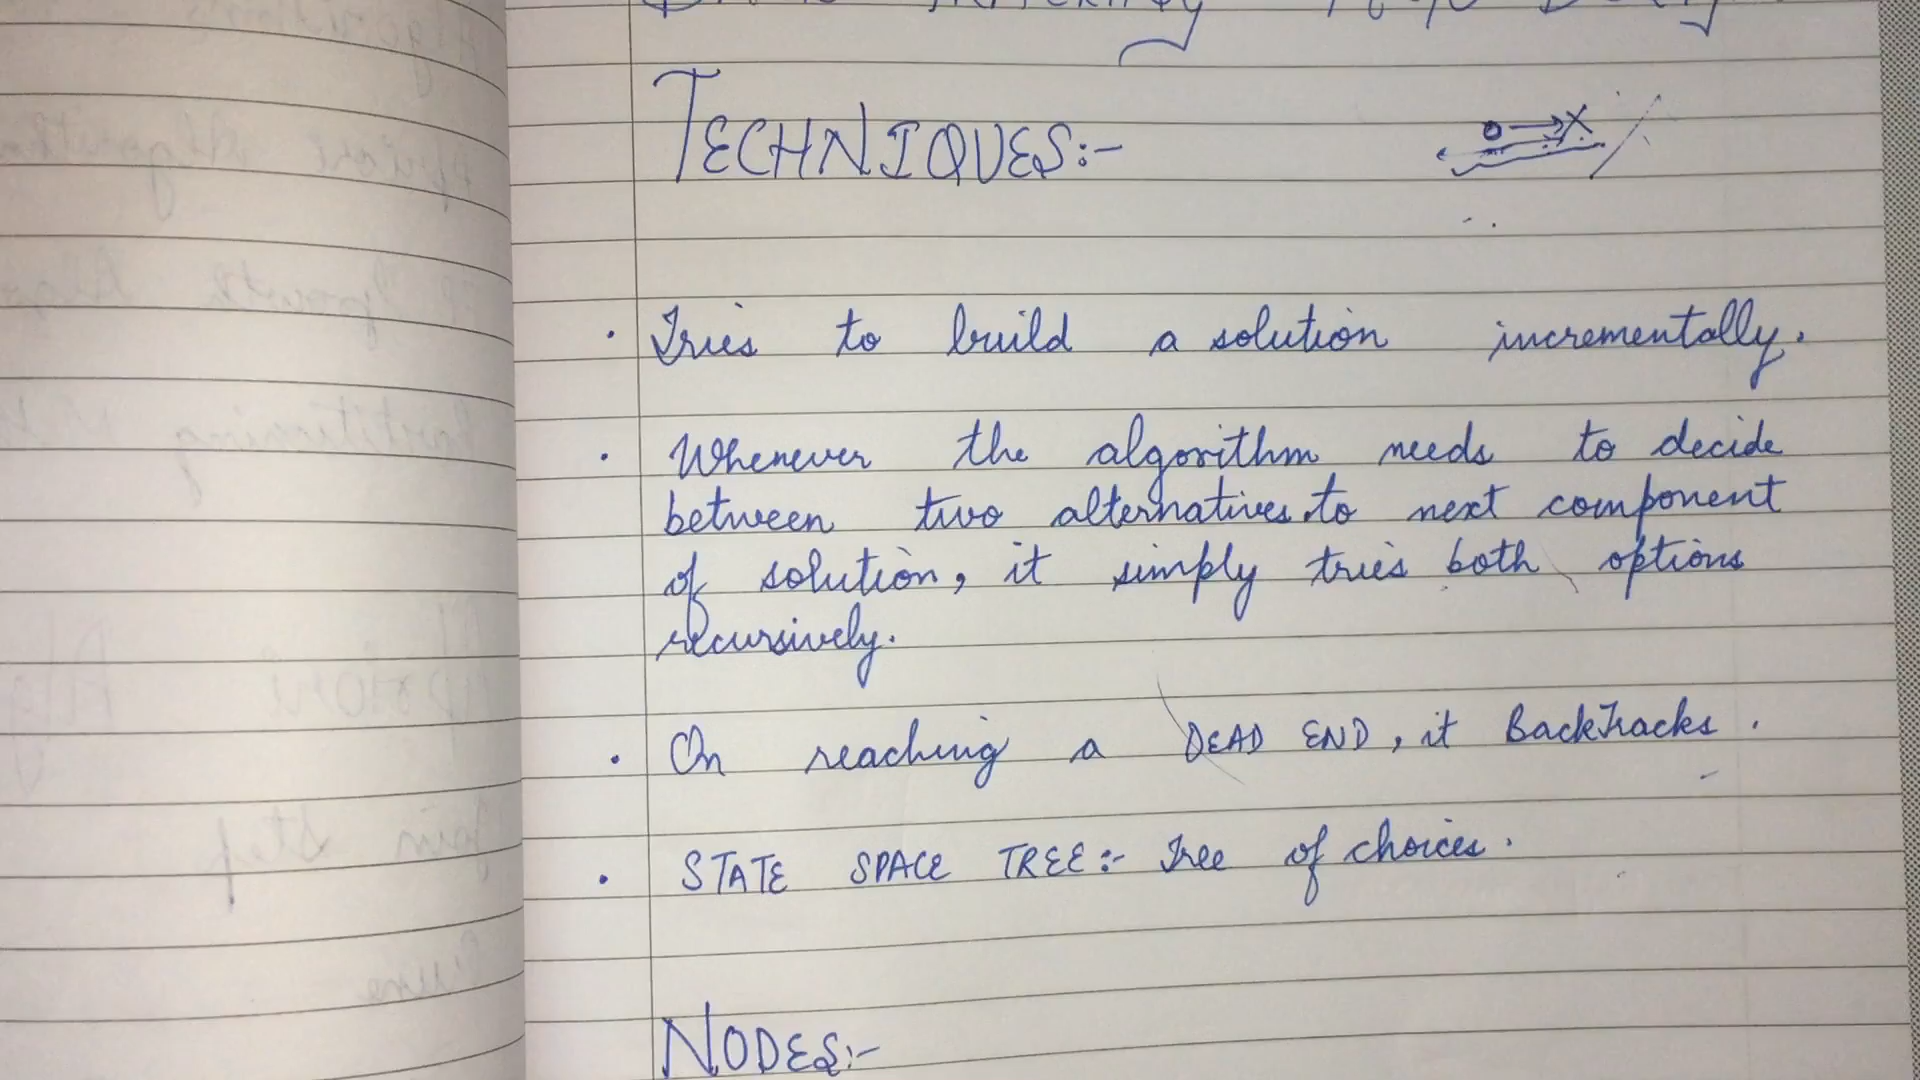 TECHNIQUES:-
· Tries to build a solution incrementally.
· Whenever the algorithm needs to decide
between two alternatives to next component
of solution, it simply tries both options
recursively.
· On reaching a DEAD END, it BackTracks.
· STATE SPACE TREE:- Tree of choices.
NODES:-